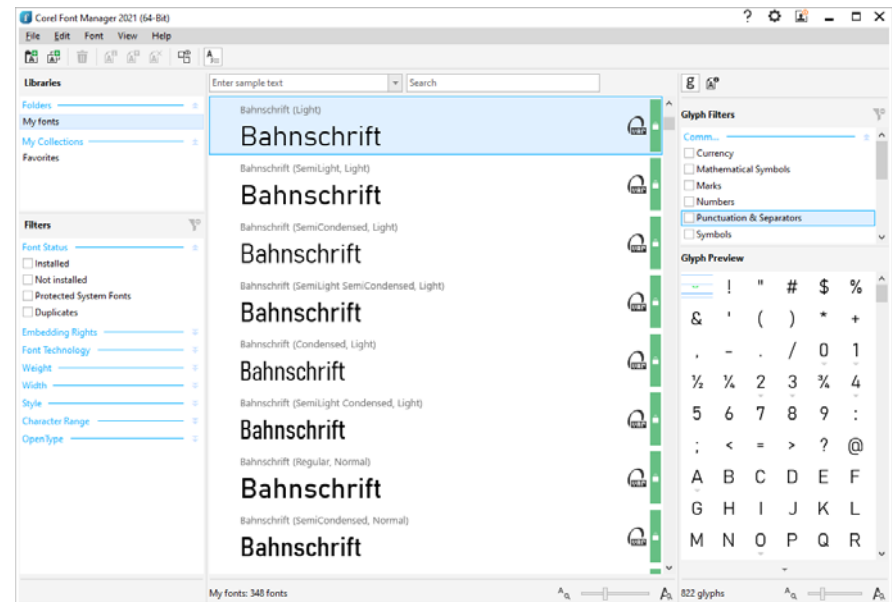 Corel Font Manager 2021 (64-Bit)
File Edit Font View Help
Libraries
Folders
My fonts
My Collections
Favorites
Filters
Font Status
Installed
Not installed
Protected System Fonts
Duplicates
Embedding Rights
Font Technology
Weight
Width
Style
Character Range
OpenType
Enter sample text
Search
Bahnschrift (Light)
Bahnschrift
Bahnschrift (SemiLight, Light)
Bahnschrift
Bahnschrift (SemiCondensed, Light)
Bahnschrift
Bahnschrift (SemiLight SemiCondensed, Light)
Bahnschrift
Bahnschrift (Condensed, Light)
Bahnschrift
Bahnschrift (SemiLight Condensed, Light)
Bahnschrift
Bahnschrift (Regular, Normal)
Bahnschrift
Bahnschrift (SemiCondensed, Normal)
Bahnschrift
My fonts: 348 fonts
Glyph Filters
Comm...
Currency
Mathematical Symbols
Marks
Numbers
Punctuation & Separators
Symbols
Glyph Preview
! " # $ %
& ' ( ) * +
, - . / 0 1
½ ¼ 2 3 ¾ 4
5 6 7 8 9 :
; < = > ? @
A B C D E F
G H I J K L
M N O P Q R
822 glyphs